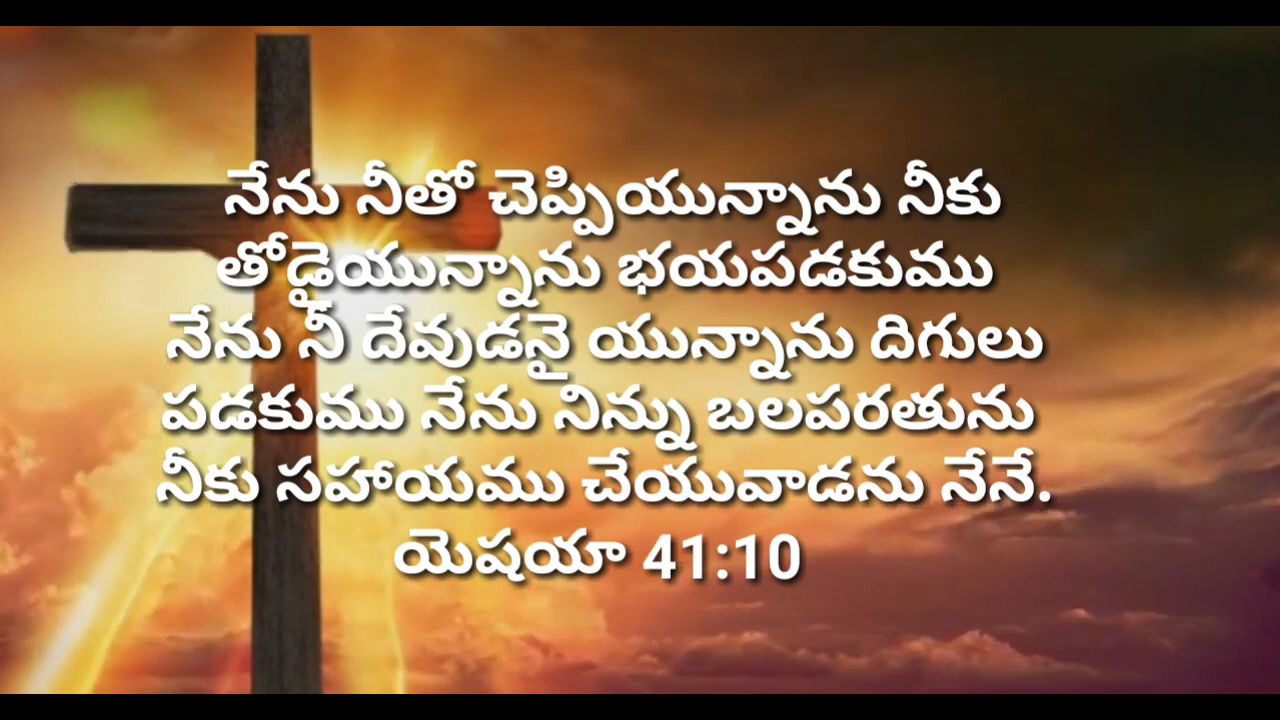 నేను నీతో చెప్పియున్నాను నీకు
తోడైయున్నాను భయపడకుము
నేను నీ దేవుడనై యున్నాను దిగులు
పడకుము నేను నిన్ను బలపరతును
నీకు సహాయము చేయువాడను నేనే.
యెషయా 41:10